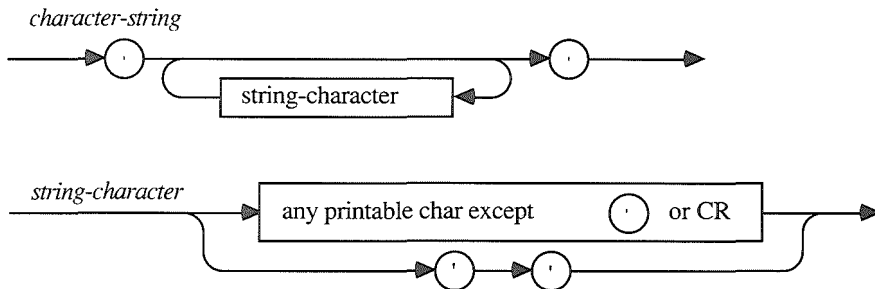 character-string
' '
string-character
string-character
any printable char except ' or CR
' '